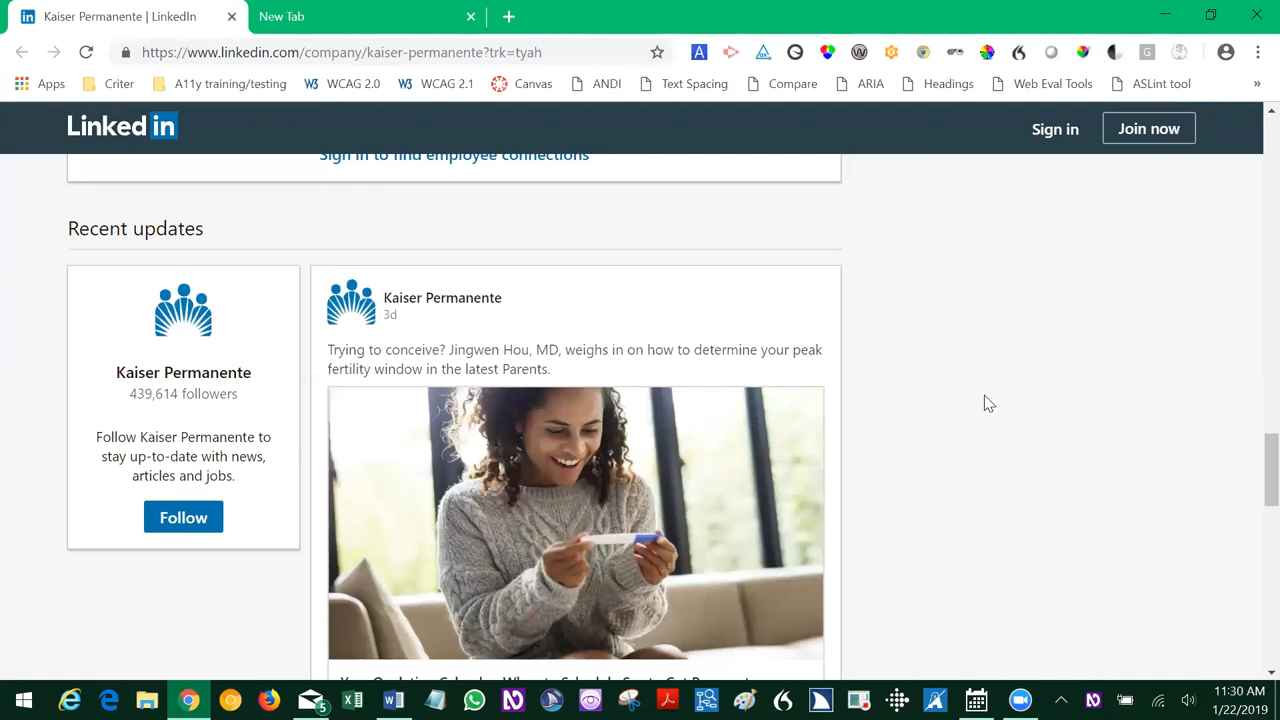 Kaiser Permanente | LinkedIn
New Tab
https://www.linkedin.com/company/kaiser-permanente?trk=tyah
Apps
Criter
A11y training/testing
W3 WCAG 2.0
W3 WCAG 2.1
Canvas
ANDI
Text Spacing
Compare
ARIA
Headings
Web Eval Tools
ASLint tool
»
Linked in
Sign in
Join now
Sign in to find employee connections
Recent updates
Kaiser Permanente
439,614 followers
Follow Kaiser Permanente to
stay up-to-date with news,
articles and jobs.
Follow
Kaiser Permanente
3d
Trying to conceive? Jingwen Hou, MD, weighs in on how to determine your peak
fertility window in the latest Parents.
5
11:30 AM
1/22/2019